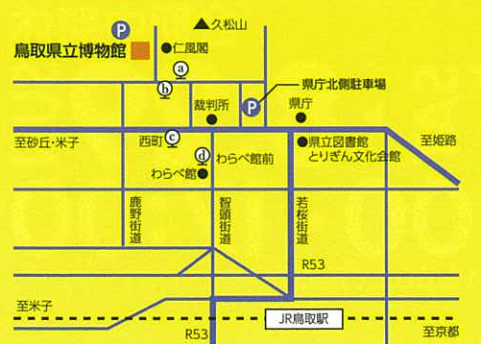 P
▲久松山
鳥取県立博物館
仁風閣
a
b
裁判所
P
県庁北側駐車場
県庁
至砂丘・米子
西町
c
県立図書館
とりぎん文化会館
至姫路
d
わらべ館前
わらべ館
鹿野街道
智頭街道
若桜街道
R53
至米子
JR鳥取駅
R53
至京都